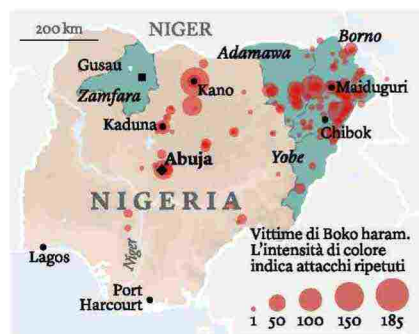 200 km
NIGER
Adamawa
Borno
Gusau
Zamfara
Kano
Maiduguri
Kaduna
Chibok
Abuja
Yobe
NIGERIA
Vittime di Boko haram.
L'intensità di colore
indica attacchi ripetuti
Lagos
Niger
Port
Harcourt
1 50 100 150 185